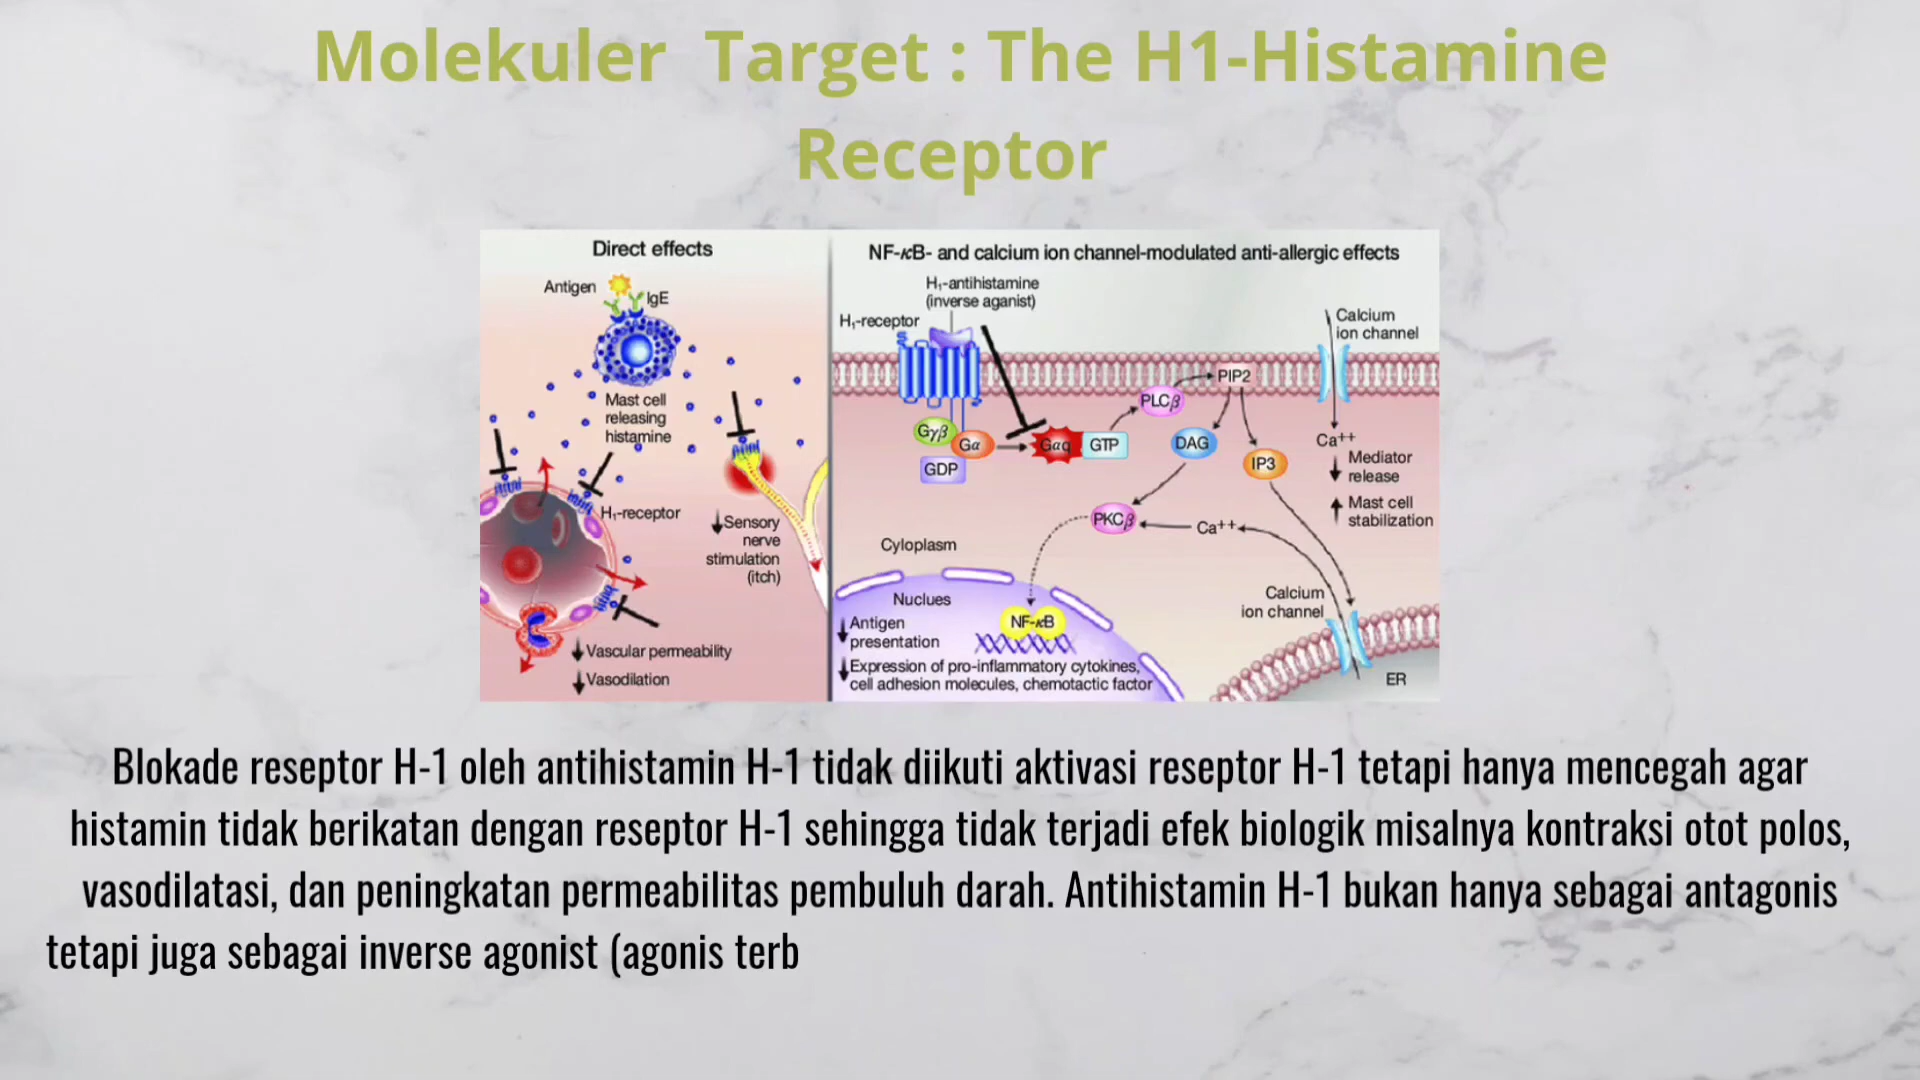 Molekuler Target : The H1-Histamine
Receptor
Direct effects
Antigen
IgE
Mast cell
releasing
histamine
H₁-receptor
Sensory
nerve
stimulation
(itch)
Vascular permeability
Vasodilation
NF-κB- and calcium ion channel-modulated anti-allergic effects
H₁-antihistamine
(inverse aganist)
H₁-receptor
Calcium
ion channel
PIP2
PLCβ
Gγβ
Gα
Gαq
GTP
GDP
DAG
IP3
Ca⁺⁺
Mediator
release
Mast cell
stabilization
PKCβ
Ca⁺⁺
Cyloplasm
Calcium
ion channel
Nuclues
Antigen
presentation
NF-κB
Expression of pro-inflammatory cytokines,
cell adhesion molecules, chemotactic factor
ER
Blokade reseptor H-1 oleh antihistamin H-1 tidak diikuti aktivasi reseptor H-1 tetapi hanya mencegah agar
histamin tidak berikatan dengan reseptor H-1 sehingga tidak terjadi efek biologik misalnya kontraksi otot polos,
vasodilatasi, dan peningkatan permeabilitas pembuluh darah. Antihistamin H-1 bukan hanya sebagai antagonis
tetapi juga sebagai inverse agonist (agonis terb